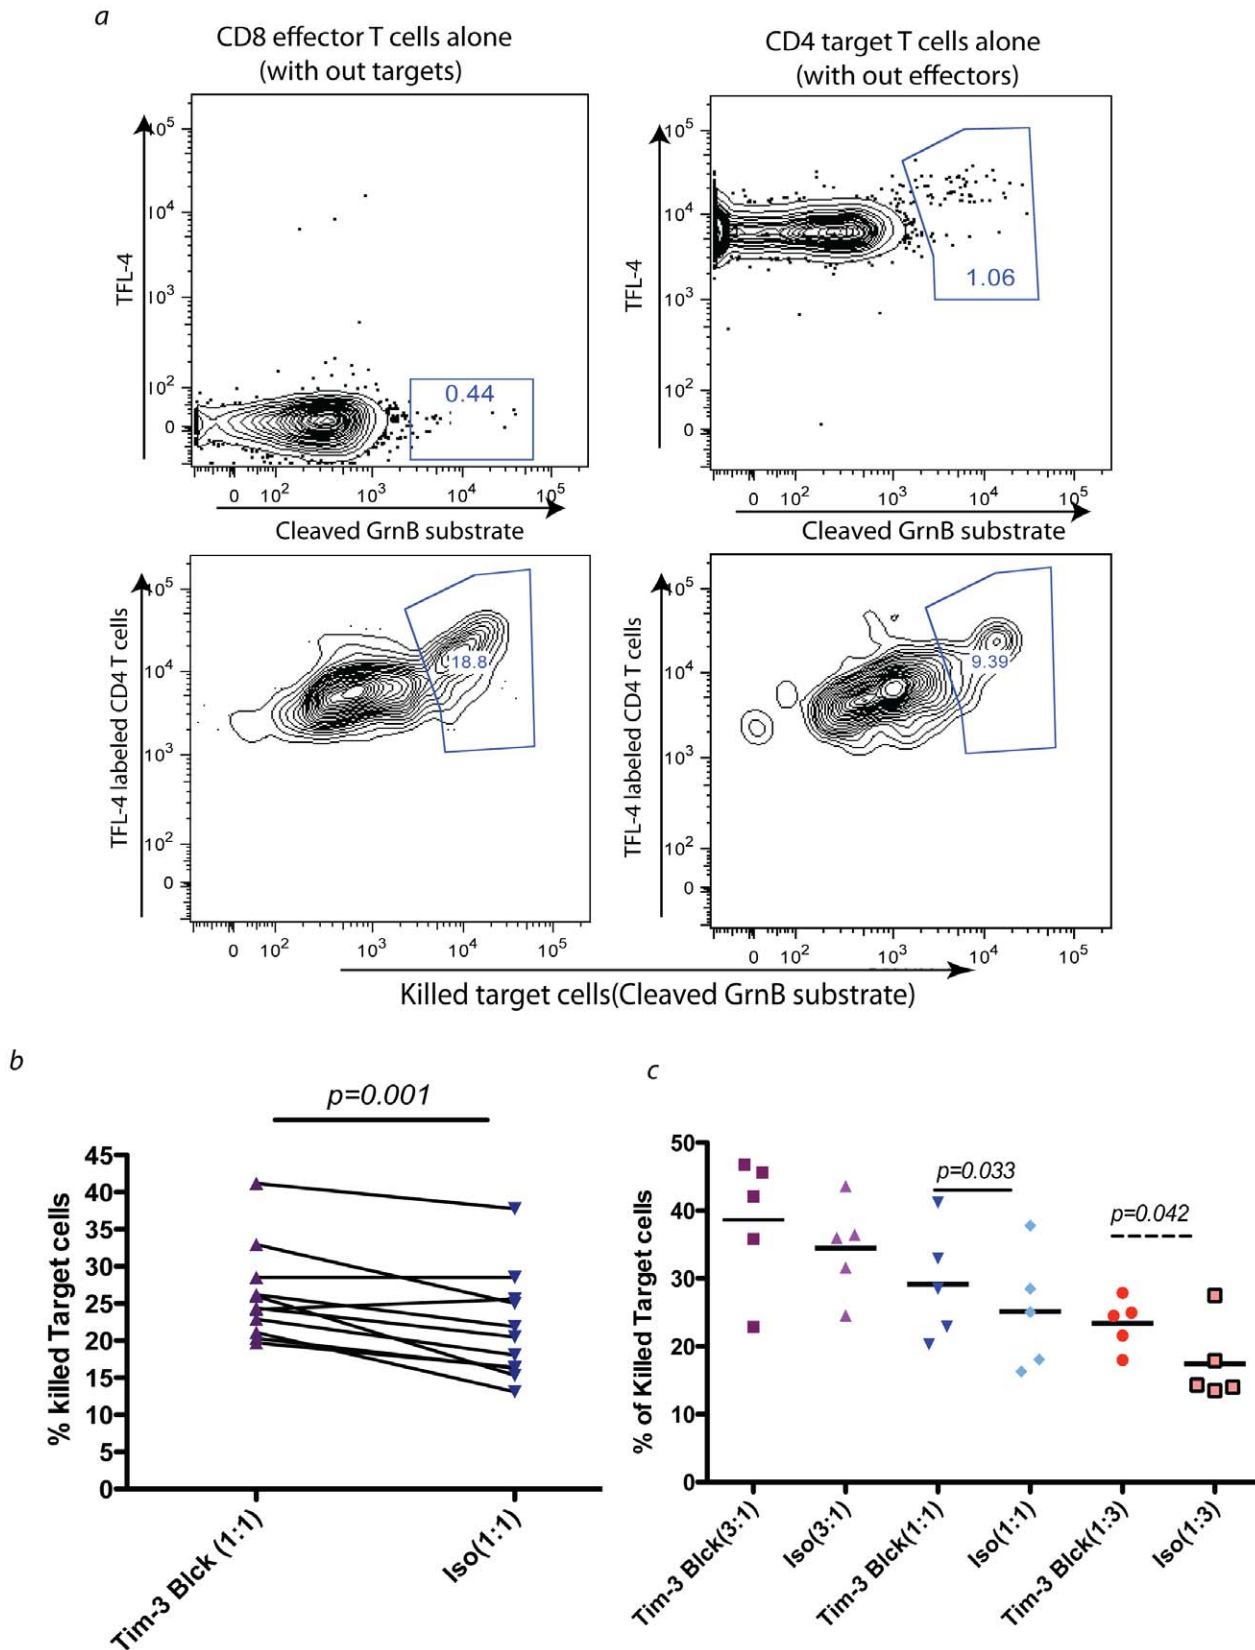 a
CD8 effector T cells alone
(with out targets)
CD4 target T cells alone
(with out effectors)
TFL-4
10⁵
10⁴
10³
10²
0
0.44
0 10² 10³ 10⁴ 10⁵
Cleaved GrnB substrate
TFL-4
10⁵
10⁴
10³
10²
0
1.06
0 10² 10³ 10⁴ 10⁵
Cleaved GrnB substrate
TFL-4 labeled CD4 T cells
10⁵
10⁴
10³
10²
0
18.8
0 10² 10³ 10⁴ 10⁵
TFL-4 labeled CD4 T cells
10⁵
10⁴
10³
10²
0
9.39
0 10² 10³ 10⁴ 10⁵
Killed target cells(Cleaved GrnB substrate)
b
p=0.001
% killed Target cells
45
40
35
30
25
20
15
10
5
0
Tim-3 Blck (1:1)
Iso(1:1)
c
p=0.033
p=0.042
% of Killed Target cells
50
40
30
20
10
0
Tim-3 Blck(3:1)
Iso(3:1)
Tim-3 Blck(1:1)
Iso(1:1)
Tim-3 Blck(1:3)
Iso(1:3)